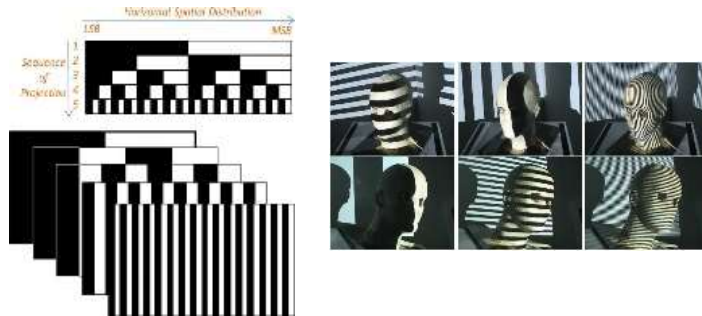 Horizontal Spatial Distribution
LSB
MSB
Sequence
of
Projection
1
2
3
4
5